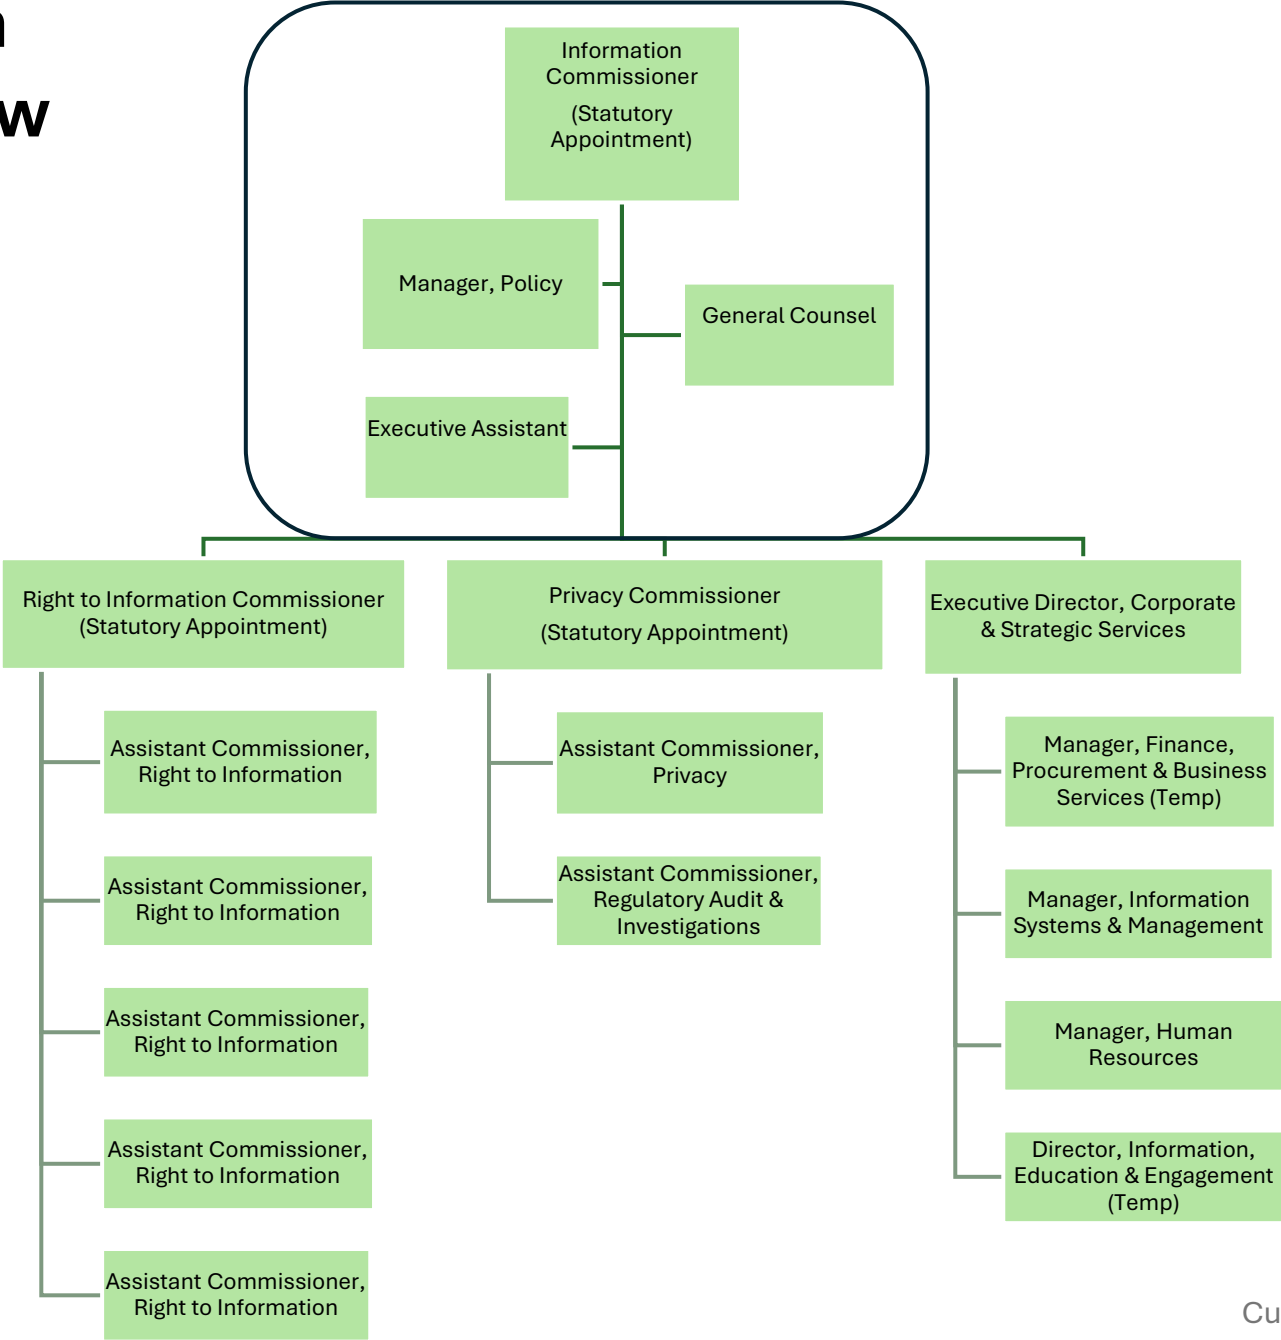 w
Information
Commissioner
(Statutory
Appointment)
Manager, Policy
General Counsel
Executive Assistant
Right to Information Commissioner
(Statutory Appointment)
Privacy Commissioner
(Statutory Appointment)
Executive Director, Corporate
& Strategic Services
Assistant Commissioner,
Right to Information
Assistant Commissioner,
Right to Information
Assistant Commissioner,
Right to Information
Assistant Commissioner,
Right to Information
Assistant Commissioner,
Right to Information
Assistant Commissioner,
Privacy
Assistant Commissioner,
Regulatory Audit &
Investigations
Manager, Finance,
Procurement & Business
Services (Temp)
Manager, Information
Systems & Management
Manager, Human
Resources
Director, Information,
Education & Engagement
(Temp)
Cu